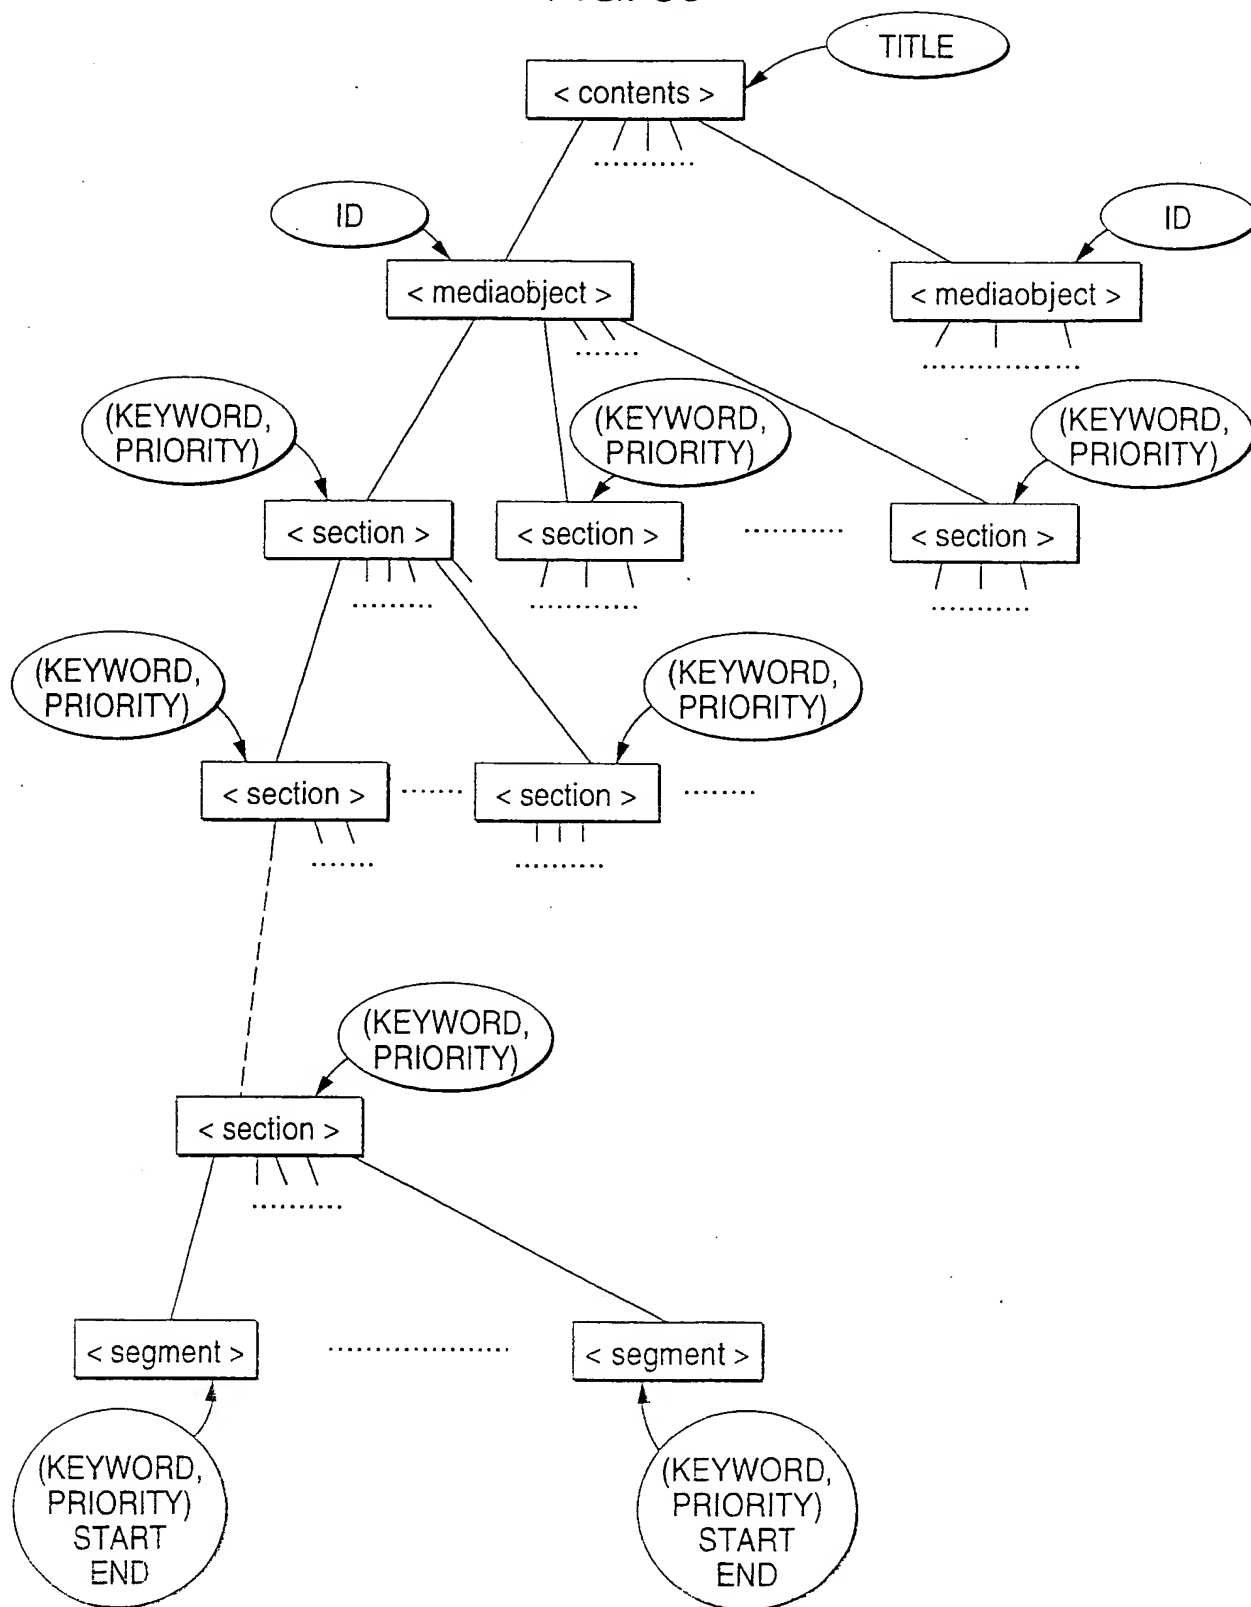 TITLE
< contents >
ID
ID
< mediaobject >
< mediaobject >
(KEYWORD,
PRIORITY)
(KEYWORD,
PRIORITY)
(KEYWORD,
PRIORITY)
< section >
< section >
< section >
(KEYWORD,
PRIORITY)
(KEYWORD,
PRIORITY)
< section >
< section >
(KEYWORD,
PRIORITY)
< section >
< segment >
< segment >
(KEYWORD,
PRIORITY)
START
END
(KEYWORD,
PRIORITY)
START
END